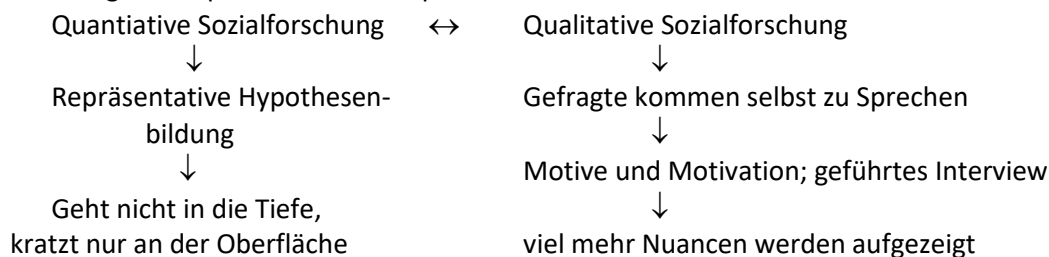 Quantiative Sozialforschung ↔ Qualitative Sozialforschung
↓ ↓
Repräsentative Hypothesen- Gefragte kommen selbst zu Sprechen
bildung ↓
↓ Motive und Motivation; geführtes Interview
Geht nicht in die Tiefe, ↓
kratzt nur an der Oberfläche viel mehr Nuancen werden aufgezeigt